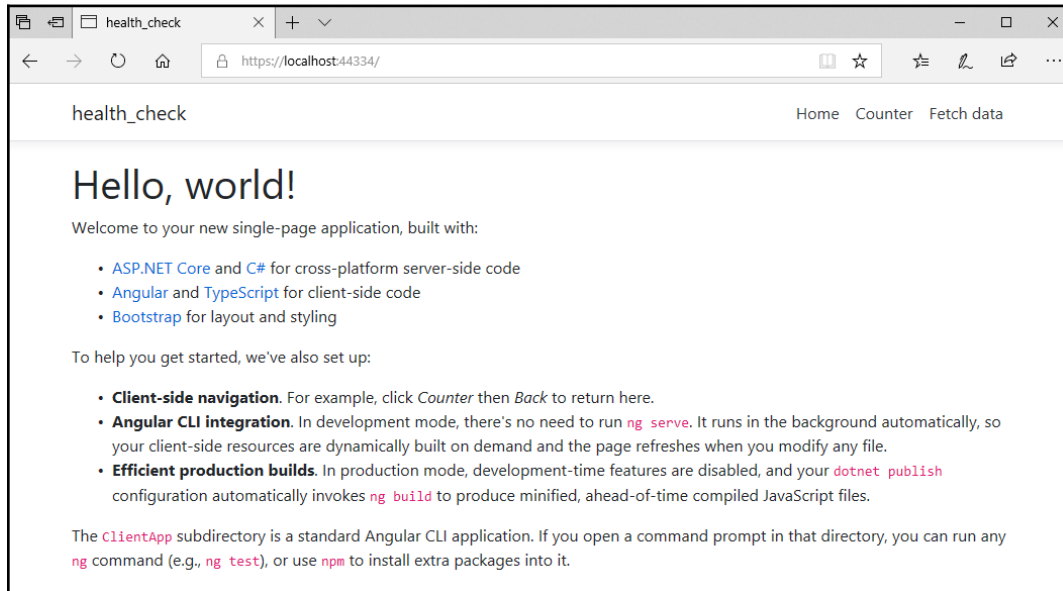 health_check
https://localhost:44334/
health_check Home Counter Fetch data
Hello, world!
Welcome to your new single-page application, built with:
• ASP.NET Core and C# for cross-platform server-side code
• Angular and TypeScript for client-side code
• Bootstrap for layout and styling
To help you get started, we've also set up:
• Client-side navigation. For example, click Counter then Back to return here.
• Angular CLI integration. In development mode, there's no need to run ng serve. It runs in the background automatically, so
your client-side resources are dynamically built on demand and the page refreshes when you modify any file.
• Efficient production builds. In production mode, development-time features are disabled, and your dotnet publish
configuration automatically invokes ng build to produce minified, ahead-of-time compiled JavaScript files.
The ClientApp subdirectory is a standard Angular CLI application. If you open a command prompt in that directory, you can run any
ng command (e.g., ng test), or use npm to install extra packages into it.